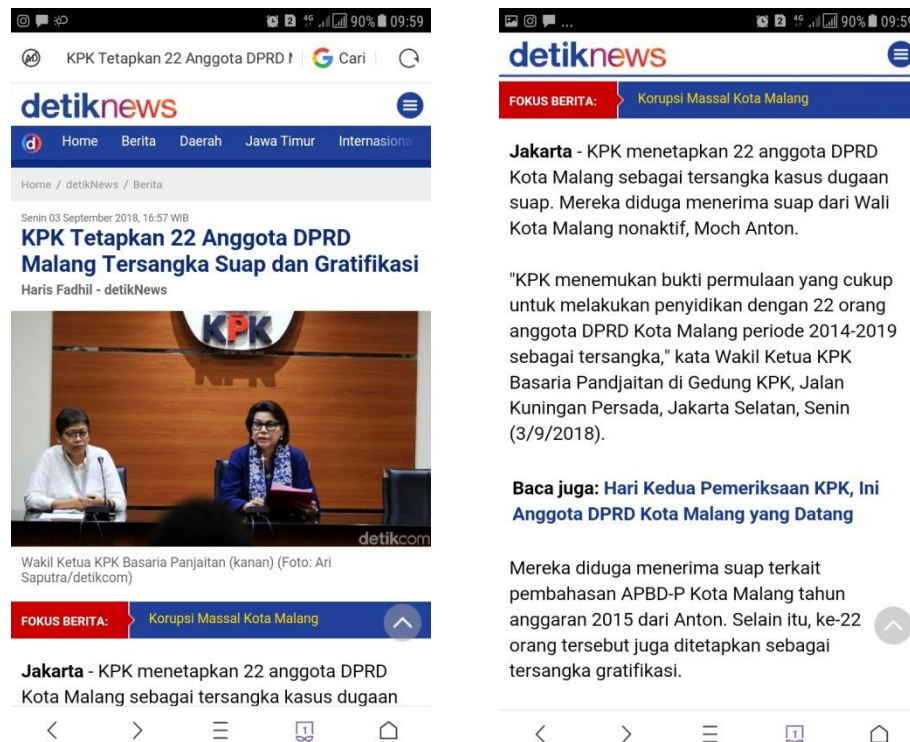 90% 09:59
KPK Tetapkan 22 Anggota DPRD
G Cari
detiknews
d Home Berita Daerah Jawa Timur Internasional
Home / detikNews / Berita
Senin 03 September 2018, 16:57 WIB
KPK Tetapkan 22 Anggota DPRD
Malang Tersangka Suap dan Gratifikasi
Haris Fadhil - detikNews
KPK
detikcom
Wakil Ketua KPK Basaria Panjaitan (kanan) (Foto: Ari
Saputra/detikcom)
FOKUS BERITA: Korupsi Massal Kota Malang
Jakarta - KPK menetapkan 22 anggota DPRD
Kota Malang sebagai tersangka kasus dugaan
1
... 2 4G 90% 09:59
detiknews
FOKUS BERITA: Korupsi Massal Kota Malang
Jakarta - KPK menetapkan 22 anggota DPRD
Kota Malang sebagai tersangka kasus dugaan
suap. Mereka diduga menerima suap dari Wali
Kota Malang nonaktif, Moch Anton.
"KPK menemukan bukti permulaan yang cukup
untuk melakukan penyidikan dengan 22 orang
anggota DPRD Kota Malang periode 2014-2019
sebagai tersangka," kata Wakil Ketua KPK
Basaria Pandjaitan di Gedung KPK, Jalan
Kuningan Persada, Jakarta Selatan, Senin
(3/9/2018).
Baca juga: Hari Kedua Pemeriksaan KPK, Ini
Anggota DPRD Kota Malang yang Datang
Mereka diduga menerima suap terkait
pembahasan APBD-P Kota Malang tahun
anggaran 2015 dari Anton. Selain itu, ke-22
orang tersebut juga ditetapkan sebagai
tersangka gratifikasi.
1